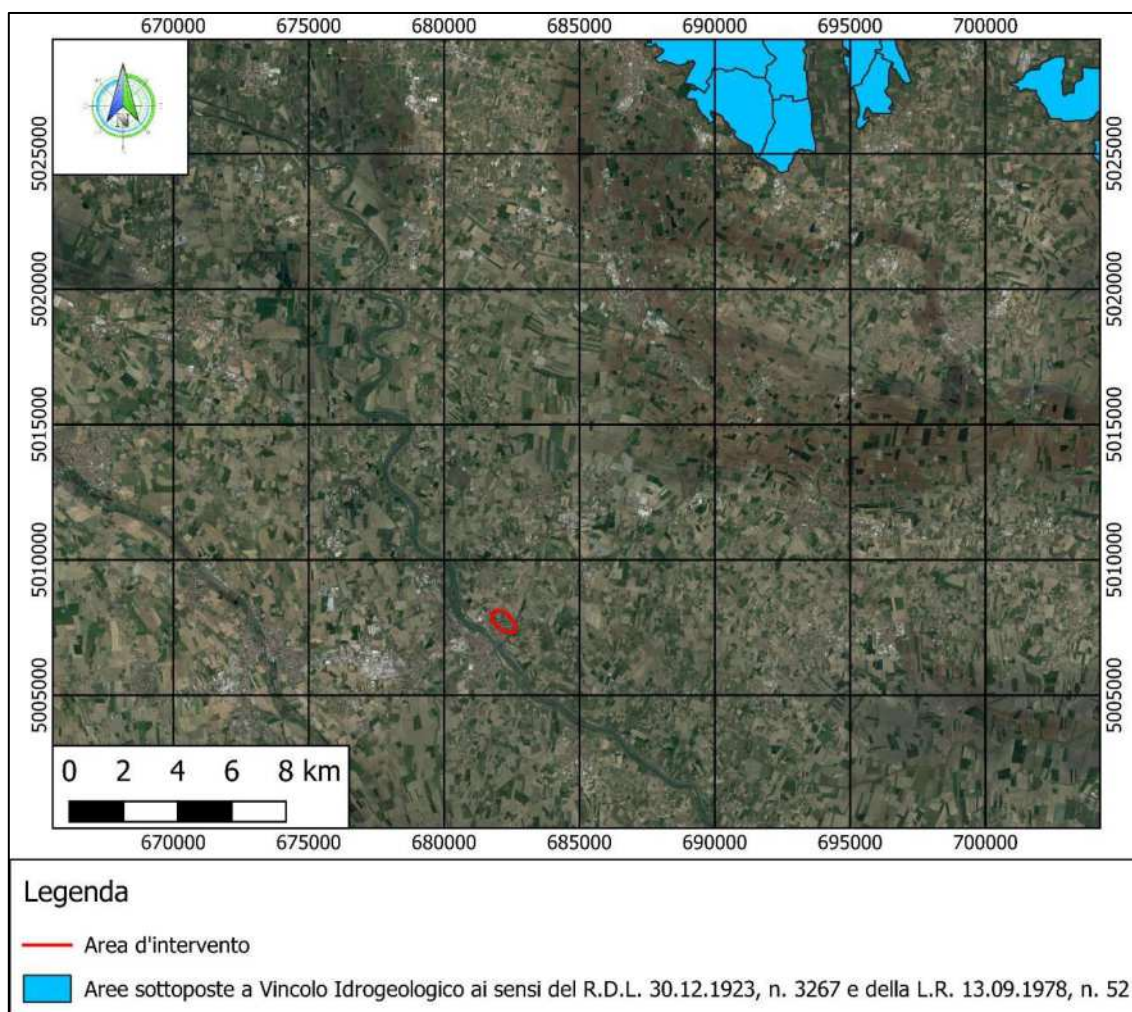 670000 675000 680000 685000 690000 695000 700000
N
5025000 5025000
5020000 5020000
5015000 5015000
5010000 5010000
5005000 5005000
0 2 4 6 8 km
670000 675000 680000 685000 690000 695000 700000
Legenda
Area d'intervento
Aree sottoposte a Vincolo Idrogeologico ai sensi del R.D.L. 30.12.1923, n. 3267 e della L.R. 13.09.1978, n. 52